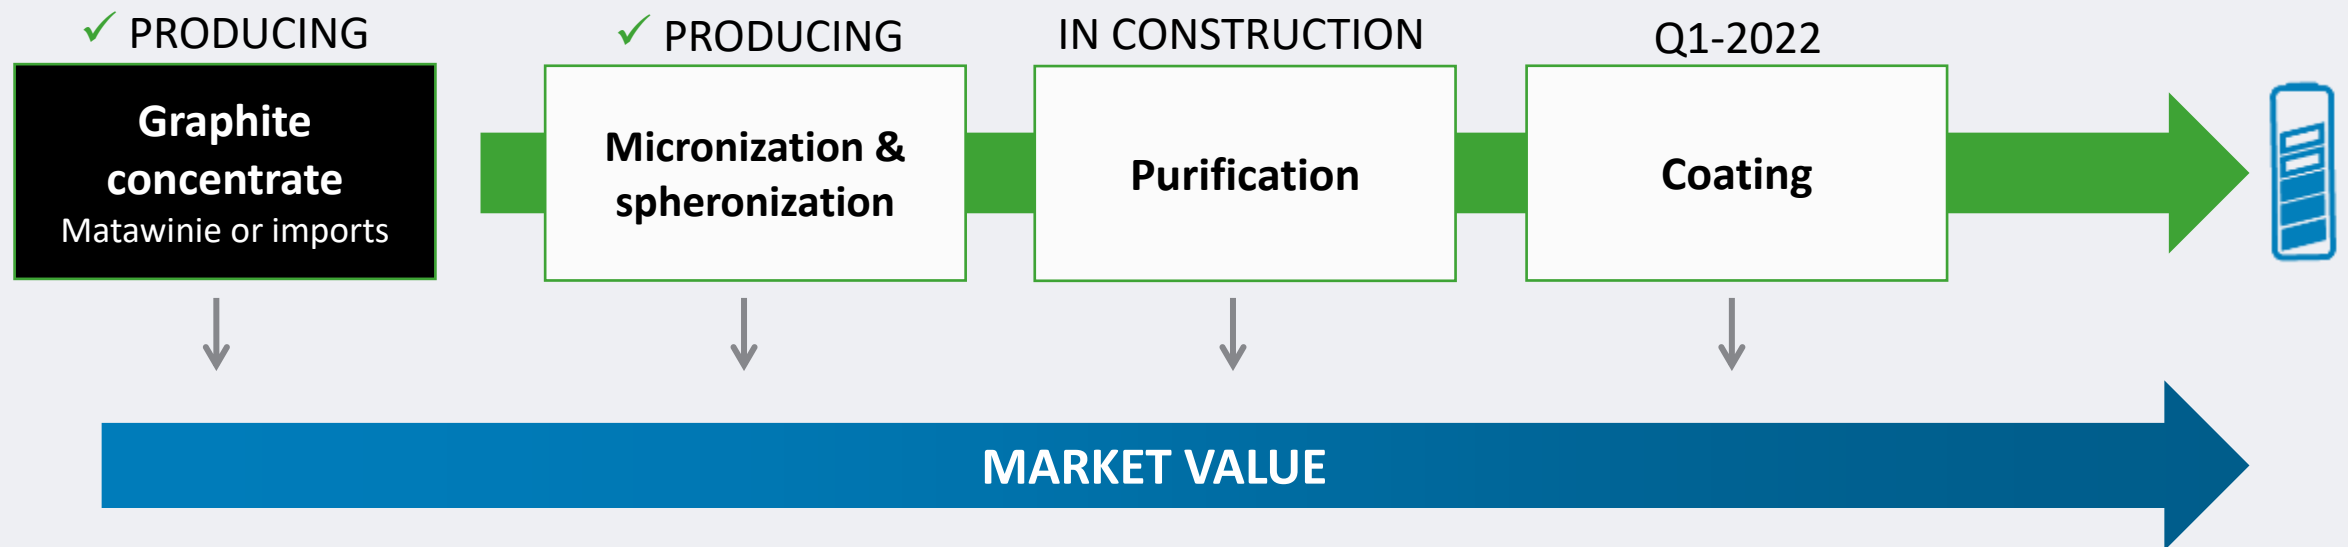 ✓ PRODUCING
Graphite
concentrate
Matawinie or imports
✓ PRODUCING
Micronization &
spheronization
IN CONSTRUCTION
Purification
Q1-2022
Coating
MARKET VALUE